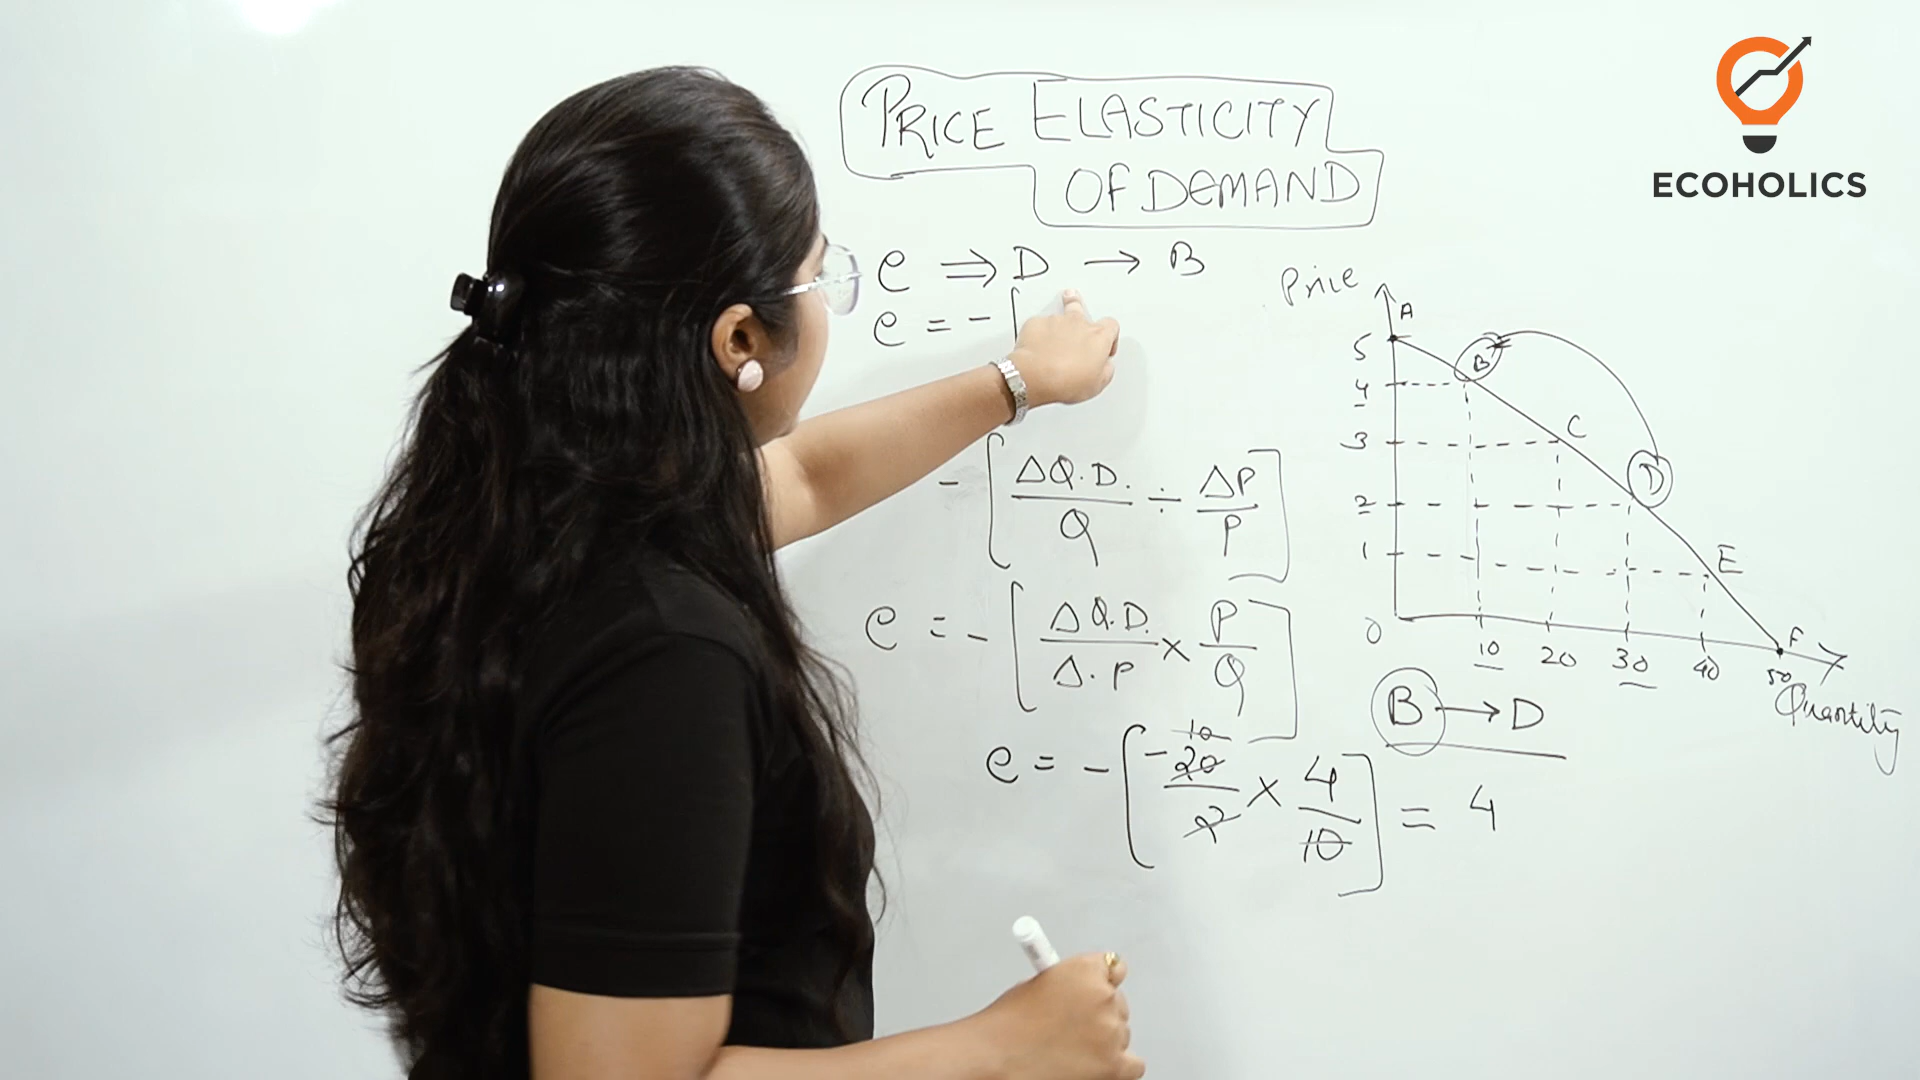 PRICE ELASTICITY
OF DEMAND
ECOHOLICS
e ⇒ D → B
e = - [
- [ ΔQ.D. / Q ÷ ΔP / P ]
e = - [ ΔQ.D. / Δ.P × P / Q ]
10
e = - [ -20 / 2 × 4 / 10 ] = 4
Price
A
5
B
4
C
3
D
2
E
1
F
0
10 20 30 40 50
Quantity
B → D